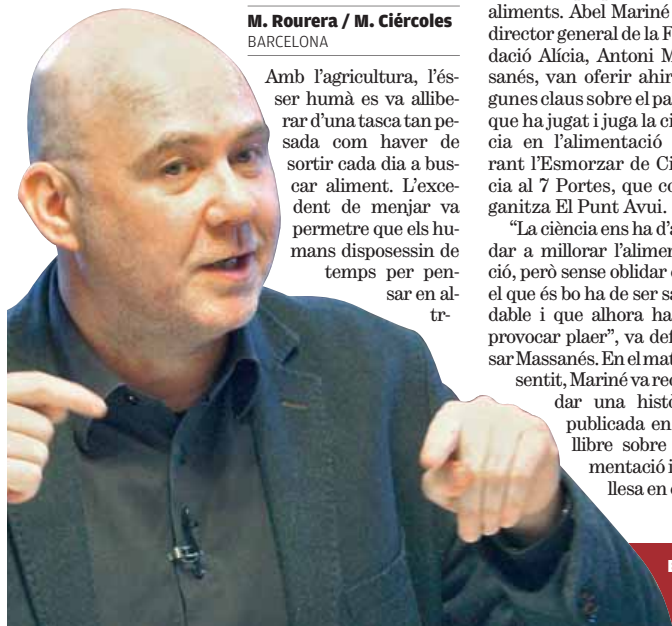 M. Rourera / M. Ciércoles
BARCELONA
Amb l’agricultura, l’és-
ser humà es va allibe-
rar d’una tasca tan pe-
sada com haver de
sortir cada dia a bus-
car aliment. L’exce-
dent de menjar va
permetre que els hu-
mans disposessin de
temps per pen-
sar en al-
tr-
aliments. Abel Mariné
director general de la F
dació Alícia, Antoni M
sanés, van oferir ahir
gunes claus sobre el pa
que ha jugat i juga la ci
cia en l’alimentació
rant l’Esmorzar de Ci
cia al 7 Portes, que co
ganitza El Punt Avui.
“La ciència ens ha d’a
dar a millorar l’alimen
ció, però sense oblidar
el que és bo ha de ser sa
dable i que alhora ha
provocar plaer”, va def
sar Massanés. En el mat
sentit, Mariné va rec
dar una histò
publicada en
llibre sobre
mentació i
llesa en